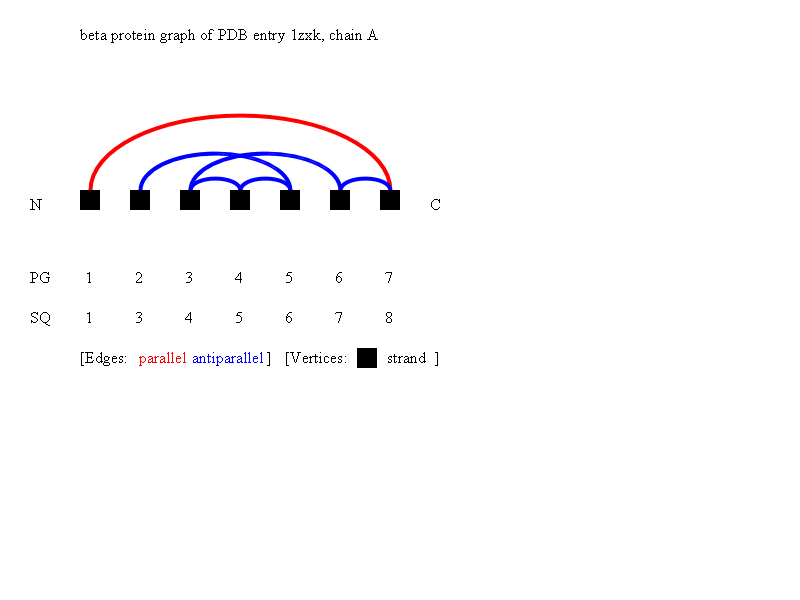 beta protein graph of PDB entry 1zxk, chain A
N C
PG 1 2 3 4 5 6 7
SQ 1 3 4 5 6 7 8
[Edges: parallel antiparallel ] [Vertices: strand ]